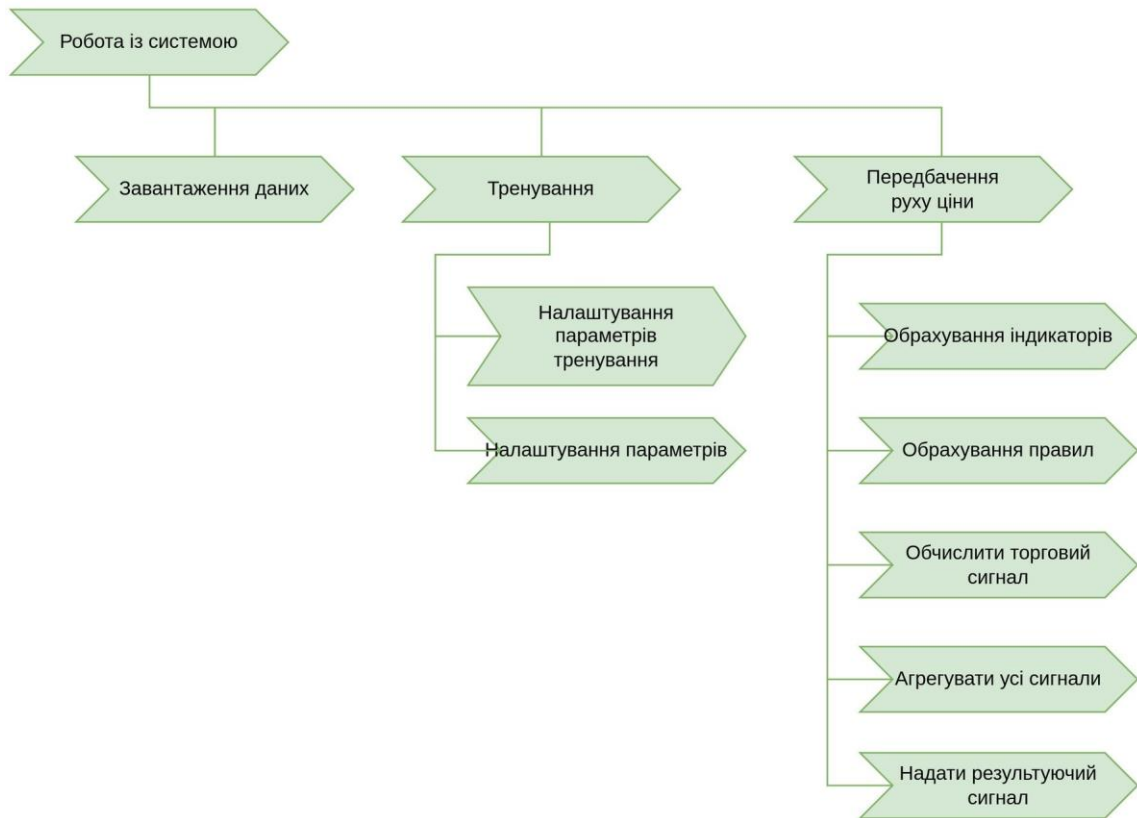 Робота із системою
Завантаження даних
Тренування
Передбачення
руху ціни
Налаштування
параметрів
тренування
Налаштування параметрів
Обрахування індикаторів
Обрахування правил
Обчислити торговий
сигнал
Агрегувати усі сигнали
Надати результуючий
сигнал